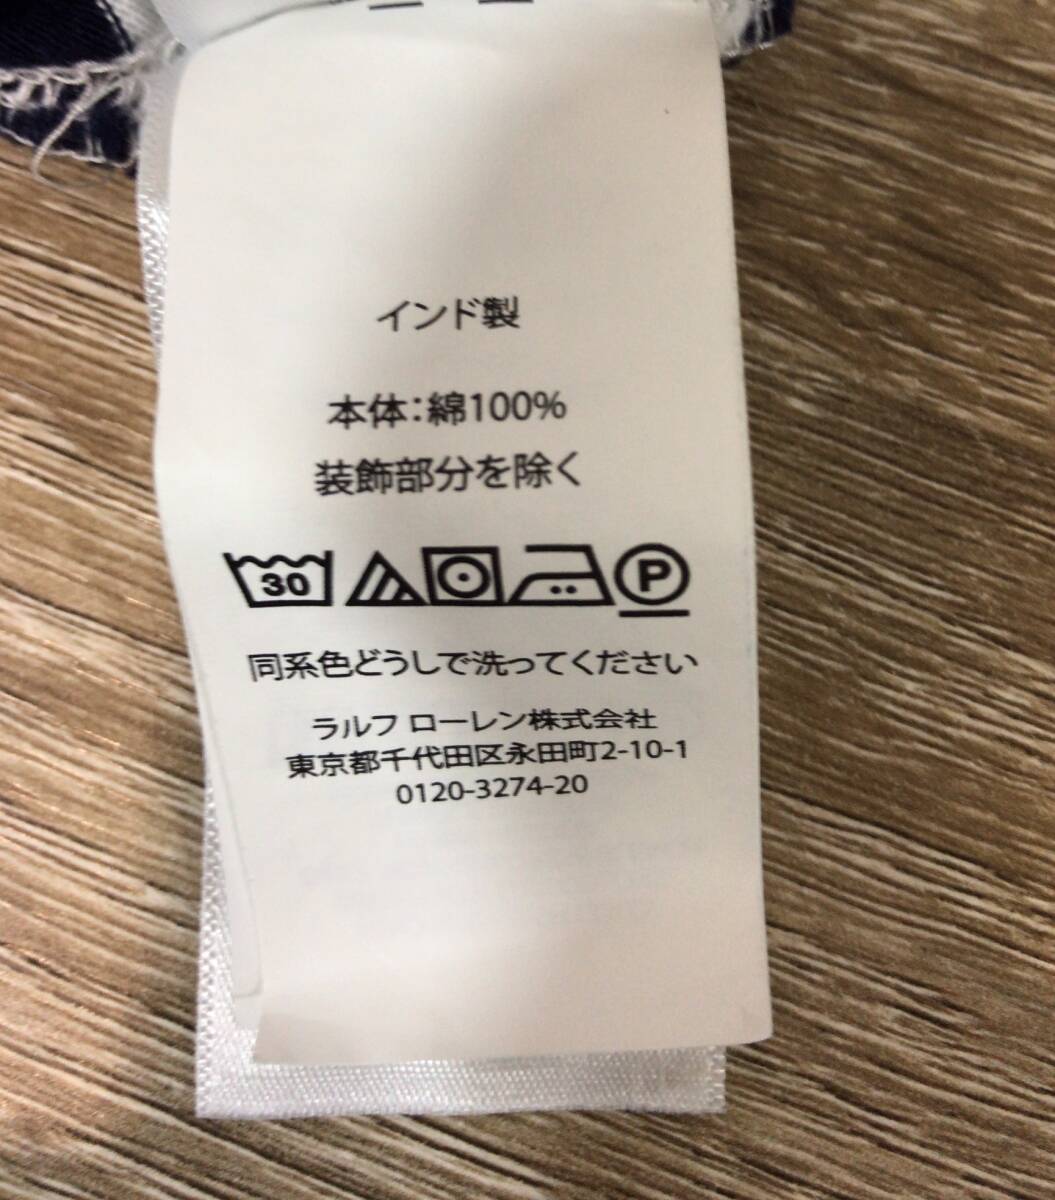 インド製
本体:綿100%
装飾部分を除く
30 P
同系色どうしで洗ってください
ラルフ ローレン株式会社
東京都千代田区永田町2-10-1
0120-3274-20